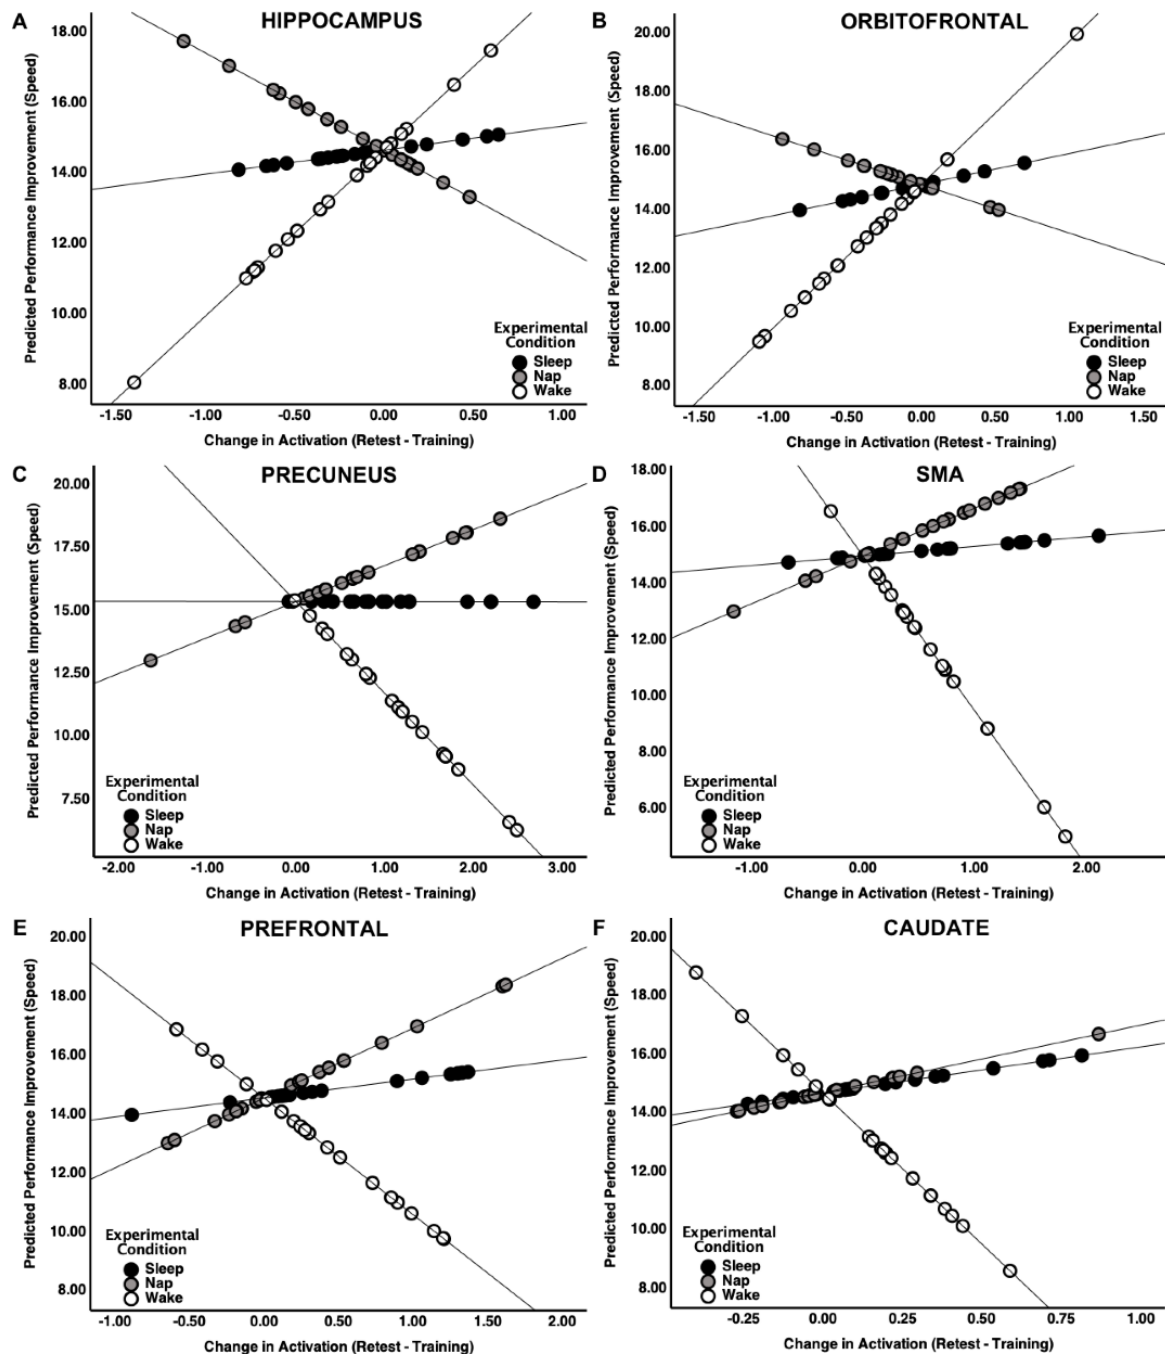 A
HIPPOCAMPUS
Predicted Performance Improvement (Speed)
18.00
16.00
14.00
12.00
10.00
8.00
Experimental
Condition
Sleep
Nap
Wake
-1.50
-1.00
-0.50
0.00
0.50
1.00
Change in Activation (Retest - Training)
B
ORBITOFRONTAL
Predicted Performance Improvement (Speed)
20.00
18.00
16.00
14.00
12.00
10.00
8.00
Experimental
Condition
Sleep
Nap
Wake
-1.50
-1.00
-0.50
0.00
0.50
1.00
1.50
Change in Activation (Retest - Training)
C
PRECUNEUS
Predicted Performance Improvement (Speed)
20.00
17.50
15.00
12.50
10.00
7.50
Experimental
Condition
Sleep
Nap
Wake
-2.00
-1.00
0.00
1.00
2.00
3.00
Change in Activation (Retest - Training)
D
SMA
Predicted Performance Improvement (Speed)
18.00
16.00
14.00
12.00
10.00
8.00
6.00
Experimental
Condition
Sleep
Nap
Wake
-1.00
0.00
1.00
2.00
Change in Activation (Retest - Training)
E
PREFRONTAL
Predicted Performance Improvement (Speed)
20.00
18.00
16.00
14.00
12.00
10.00
8.00
Experimental
Condition
Sleep
Nap
Wake
-1.00
-0.50
0.00
0.50
1.00
1.50
2.00
Change in Activation (Retest - Training)
F
CAUDATE
Predicted Performance Improvement (Speed)
20.00
18.00
16.00
14.00
12.00
10.00
8.00
Experimental
Condition
Sleep
Nap
Wake
-0.25
0.00
0.25
0.50
0.75
1.00
Change in Activation (Retest - Training)